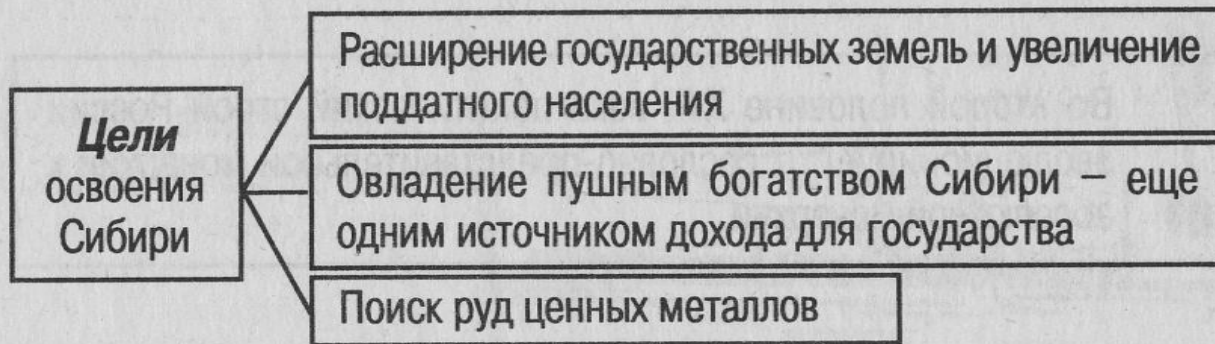 Цели
освоения
Сибири
Расширение государственных земель и увеличение
поддатного населения
Овладение пушным богатством Сибири – еще
одним источником дохода для государства
Поиск руд ценных металлов